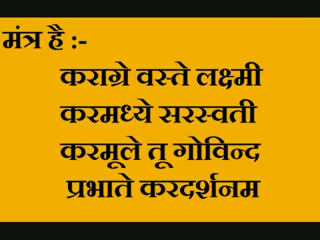 मंत्र है :-
कराग्रे वस्ते लक्ष्मी
करमध्ये सरस्वती
करमूले तू गोविन्द
प्रभाते करदर्शनम